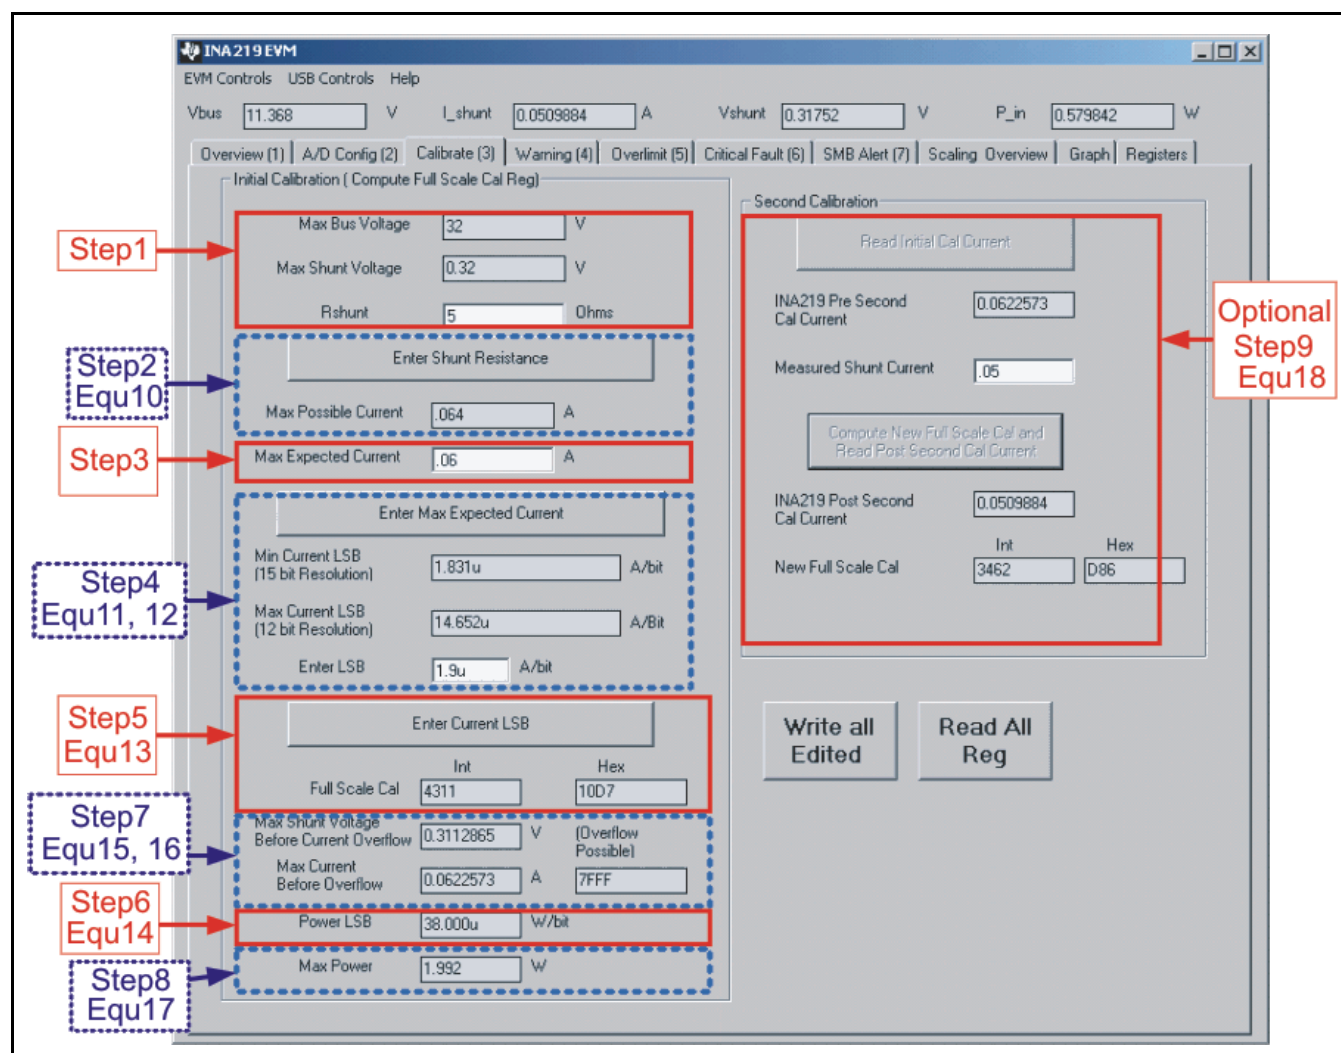 INA219 EVM
EVM Controls USB Controls Help
Vbus 11.368 V I_shunt 0.0509884 A Vshunt 0.31752 V P_in 0.579842 W
Overview (1) A/D Config (2) Calibrate (3) Warning (4) Overlimit (5) Critical Fault (6) SMB Alert (7) Scaling Overview Graph Registers
Initial Calibration ( Compute Full Scale Cal Reg)
Step1
Max Bus Voltage 32 V
Max Shunt Voltage 0.32 V
Rshunt 5 Ohms
Step2
Equ10
Enter Shunt Resistance
Max Possible Current .064 A
Step3
Max Expected Current .06 A
Step4
Equ11, 12
Enter Max Expected Current
Min Current LSB
(15 bit Resolution) 1.831u A/bit
Max Current LSB
(12 bit Resolution) 14.652u A/Bit
Enter LSB 1.9u A/bit
Step5
Equ13
Enter Current LSB
Int Hex
Full Scale Cal 4311 10D7
Step7
Equ15, 16
Max Shunt Voltage
Before Current Overflow 0.3112865 V (Overflow
Possible)
Max Current
Before Overflow 0.0622573 A 7FFF
Step6
Equ14
Power LSB 38.000u W/bit
Step8
Equ17
Max Power 1.992 W
Second Calibration
Read Initial Cal Current
INA219 Pre Second
Cal Current 0.0622573
Measured Shunt Current .05
Compute New Full Scale Cal and
Read Post Second Cal Current
INA219 Post Second
Cal Current 0.0509884
Int Hex
New Full Scale Cal 3462 D86
Optional
Step9
Equ18
Write all
Edited
Read All
Reg